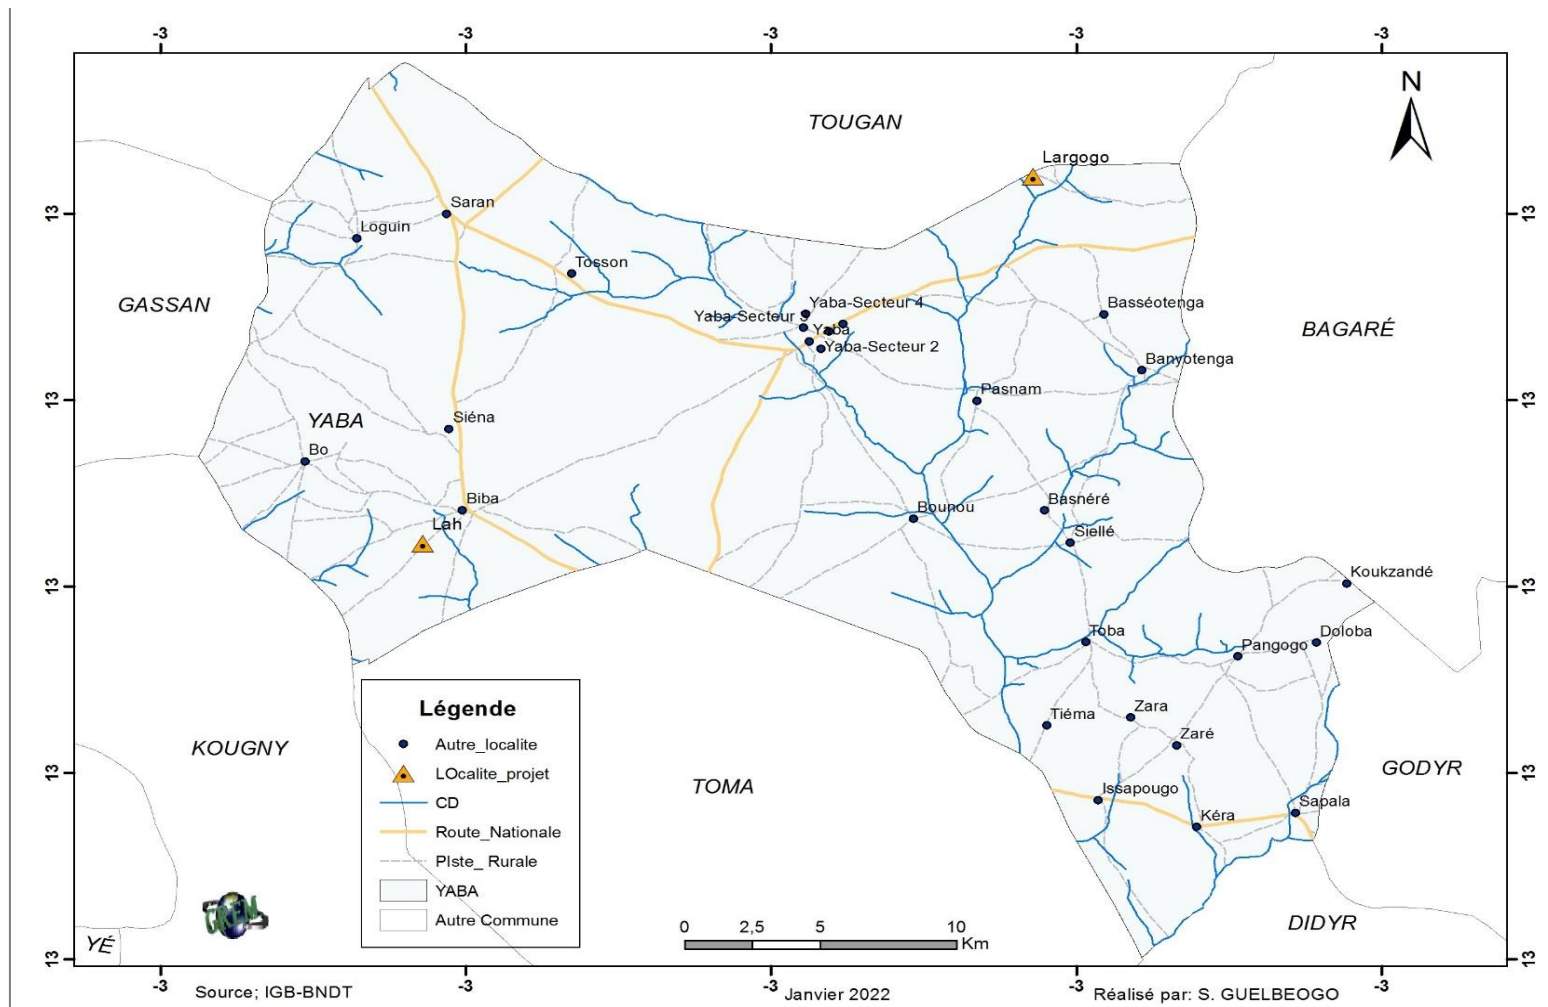 -3 -3 -3 -3 -3
N
TOUGAN
Largogo
13 13
Saran
Loguin
Tosson
GASSAN
Yaba-Secteur 4
Basséotenga
Yaba-Secteur 3
Yaba
BAGARÉ
Yaba-Secteur 2
Banyotenga
Pasnam
13 13
YABA
Siéna
Bo
Biba
Basnéré
Bounou
Lah
Siellé
Koukzandé
13 13
Toba
Doloba
Pangogo
Légende
Tiéma
Zara
Zaré
KOUGNY
Autre_localite
LOcalite_projet
TOMA
GODYR
13 13
Issapougo
Sapala
CD
Kéra
Route_Nationale
PIste_ Rurale
YABA
Autre Commune
GREM
DIDYR
0 2,5 5 10
Km
YÉ
13 13
-3 -3 -3 -3 -3
Source; IGB-BNDT
Janvier 2022
Réalisé par: S. GUELBEOGO